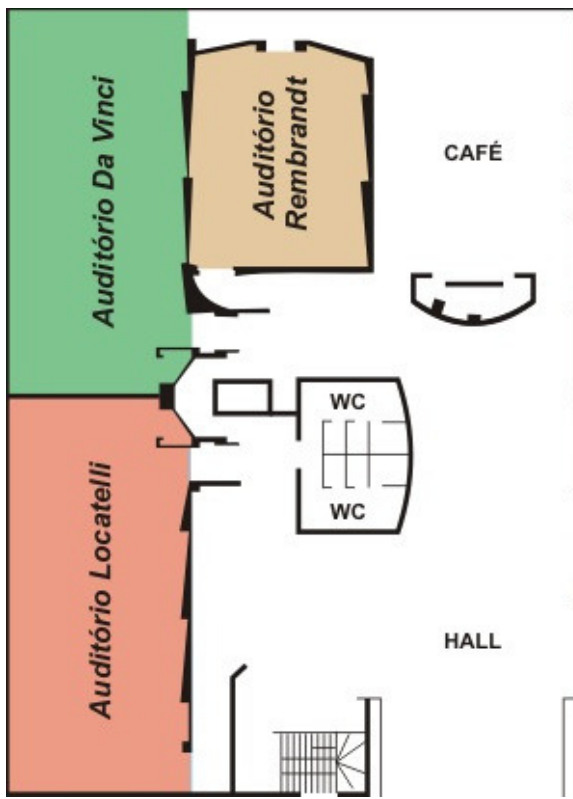 Auditório Da Vinci
Auditório
Rembrandt
CAFÉ
WC
WC
Auditório Locatelli
HALL